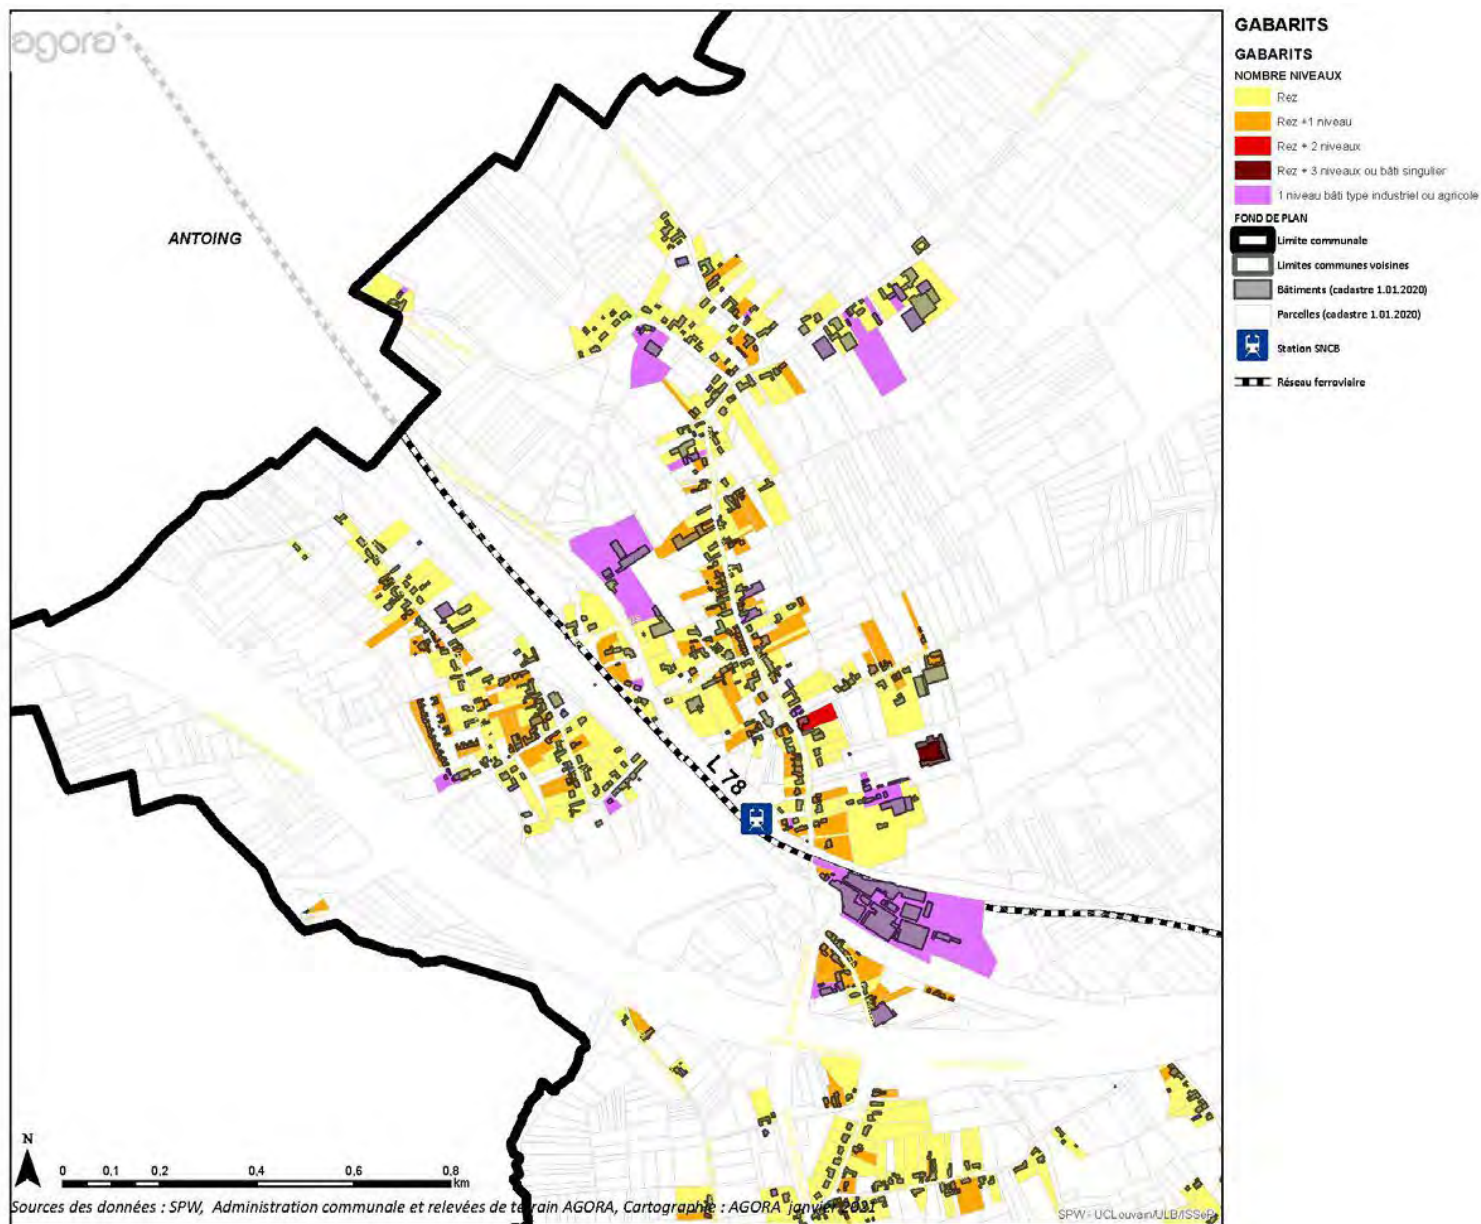 agora
GABARITS
GABARITS
NOMBRE NIVEAUX
Rez
Rez +1 niveau
Rez + 2 niveaux
Rez + 3 niveaux ou bâti singulier
1 niveau bâti type industriel ou agricole
FOND DE PLAN
Limite communale
Limites communes voisines
Bâtiments (cadastre 1.01.2020)
Parcelles (cadastre 1.01.2020)
Station SNCB
Réseau ferroviaire
ANTOING
L 78
N
0 0,1 0,2 0,4 0,6 0,8
km
Sources des données : SPW, Administration communale et relevées de terrain AGORA, Cartographie : AGORA janvier 2021
SPW - UCLouvain/ULB/ISSeP